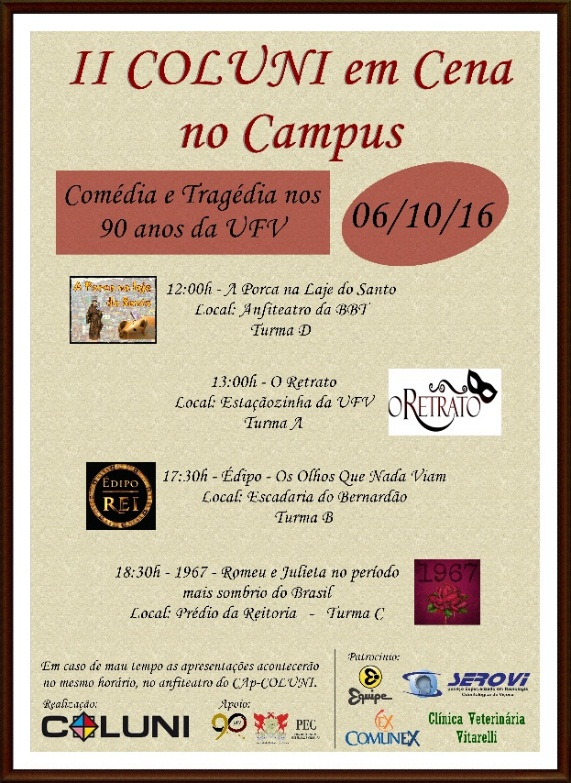 II COLUNI em Cena
no Campus
Comédia e Tragédia nos
90 anos da UFV
06/10/16
A Porca na Laje
do Santo
12:00h - A Porca na Laje do Santo
Local: Anfiteatro da BBT
Turma D
13:00h - O Retrato
Local: Estaçãozinha da UFV
Turma A
O RETRATO
ÉDIPO
REI
17:30h - Édipo - Os Olhos Que Nada Viam
Local: Escadaria do Bernardão
Turma B
18:30h - 1967 - Romeu e Julieta no período
mais sombrio do Brasil
Local: Prédio da Reitoria - Turma C
1967
Em caso de mau tempo as apresentações acontecerão
no mesmo horário, no anfiteatro do CAp-COLUNI.
Realização:
COLUNI
Apoio:
90
PEC
Patrocínio:
Equipe
SEROVI
COMUNEX
Clínica Veterinária
Vitarelli